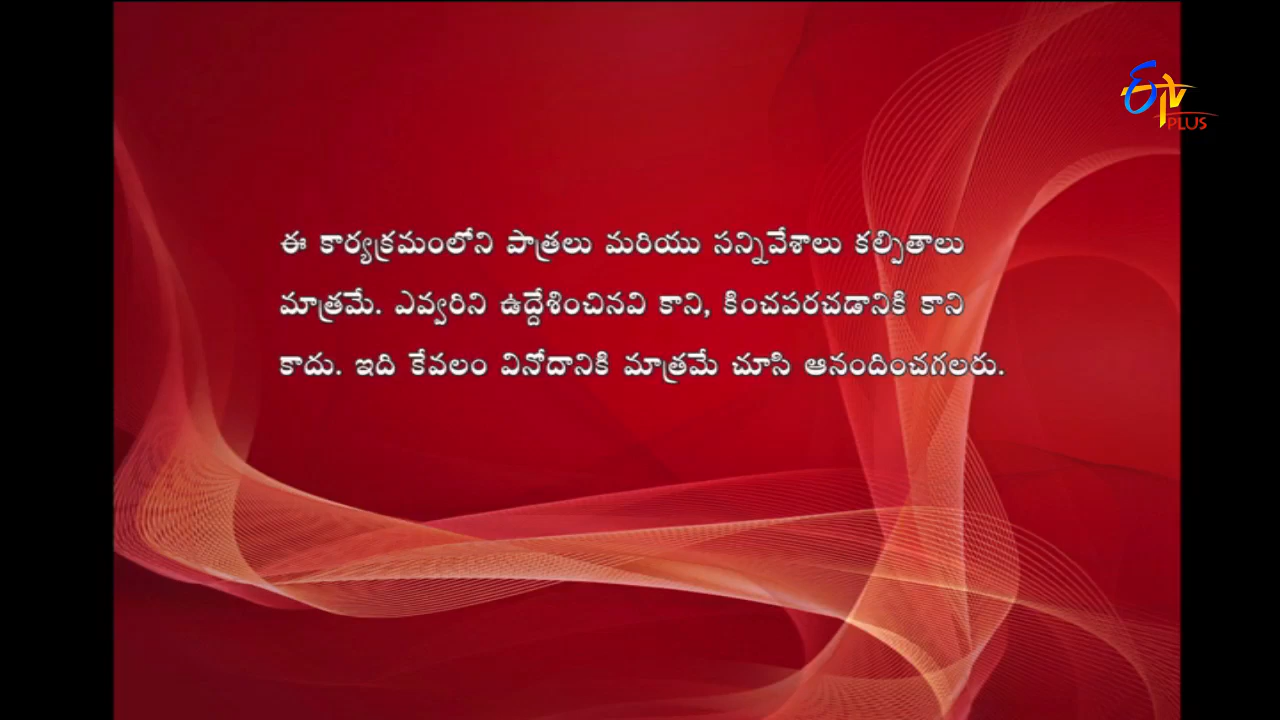 ETV
PLUS
ఈ కార్యక్రమంలోని పాత్రలు మరియు సన్నివేశాలు కల్పితాలు
మాత్రమే. ఎవ్వరిని ఉద్దేశించినవి కాని, కించపరచడానికి కాని
కాదు. ఇది కేవలం వినోదానికి మాత్రమే చూసి ఆనందించగలరు.